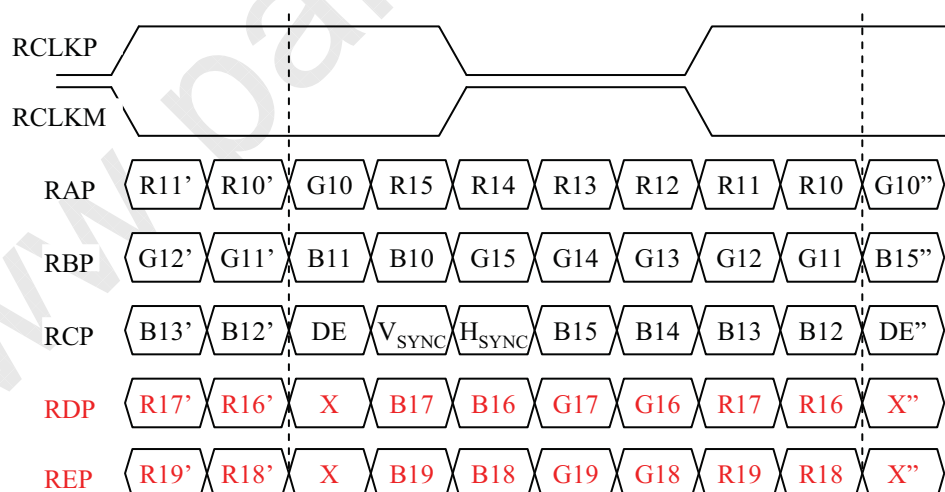 RCLKP
RCLKM
RAP R11’ R10’ G10 R15 R14 R13 R12 R11 R10 G10”
RBP G12’ G11’ B11 B10 G15 G14 G13 G12 G11 B15”
RCP B13’ B12’ DE VSYNC HSYNC B15 B14 B13 B12 DE”
RDP R17’ R16’ X B17 B16 G17 G16 R17 R16 X”
REP R19’ R18’ X B19 B18 G19 G18 R19 R18 X”